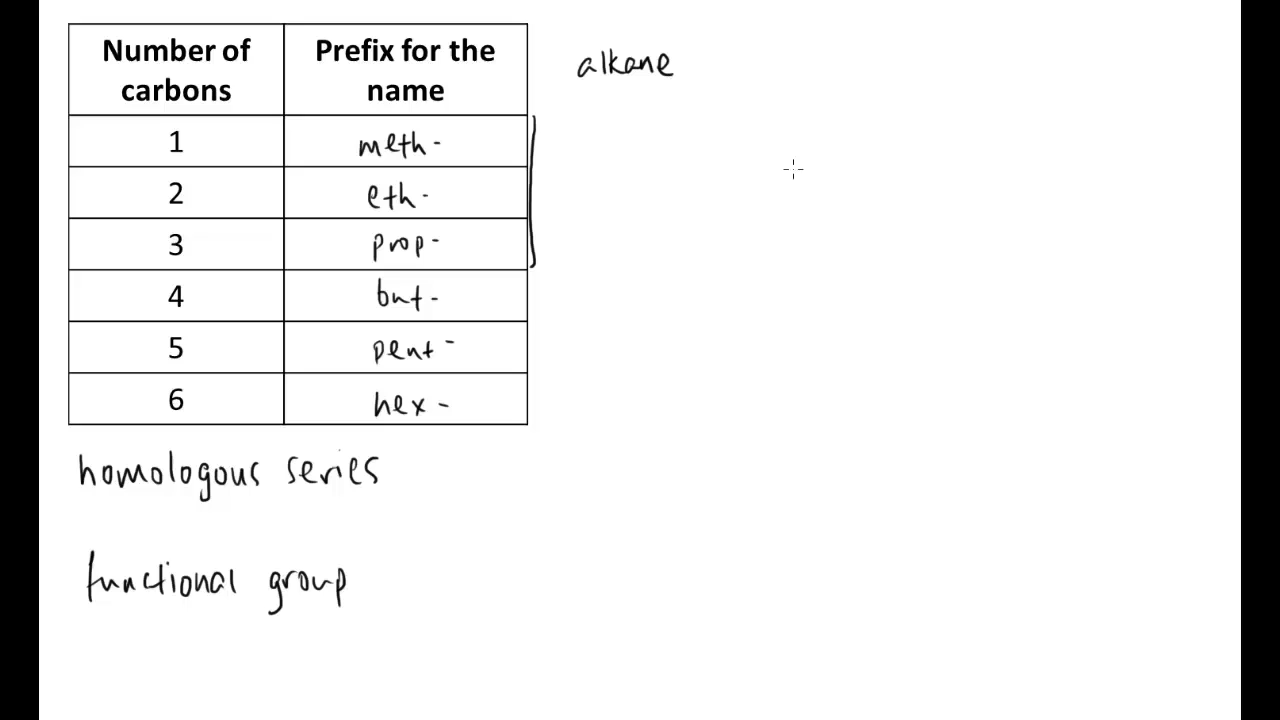 Number of carbons Prefix for the name
1 meth-
2 eth-
3 prop-
4 but-
5 pent-
6 hex-
alkane
homologous series
functional group